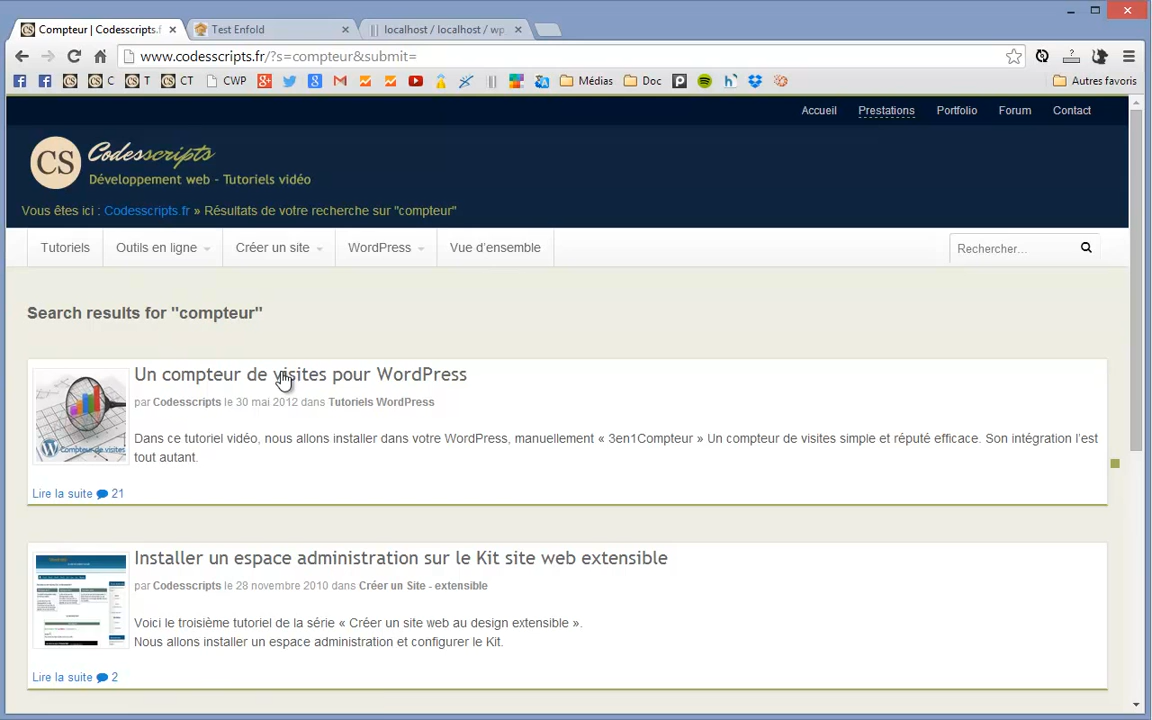 Compteur | Codesscripts.f
Test Enfold
localhost / localhost / wp
www.codesscripts.fr/?s=compteur&submit=
C T CT CWP Médias Doc Autres favoris
Accueil Prestations Portfolio Forum Contact
CS Codesscripts
Développement web - Tutoriels vidéo
Vous êtes ici : Codesscripts.fr » Résultats de votre recherche sur "compteur"
Tutoriels Outils en ligne Créer un site WordPress Vue d'ensemble Rechercher...
Search results for "compteur"
Un compteur de visites pour WordPress
par Codesscripts le 30 mai 2012 dans Tutoriels WordPress
Dans ce tutoriel vidéo, nous allons installer dans votre WordPress, manuellement « 3en1Compteur » Un compteur de visites simple et réputé efficace. Son intégration l'est
tout autant.
Compteur de visites
Lire la suite 21
Installer un espace administration sur le Kit site web extensible
par Codesscripts le 28 novembre 2010 dans Créer un Site - extensible
Voici le troisième tutoriel de la série « Créer un site web au design extensible ».
Nous allons installer un espace administration et configurer le Kit.
Lire la suite 2